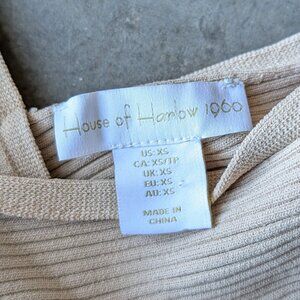 House of Harlow 1960
US: XS
CA: XS/TP
UK: XS
EU: XS
AU: XS
MADE IN
CHINA